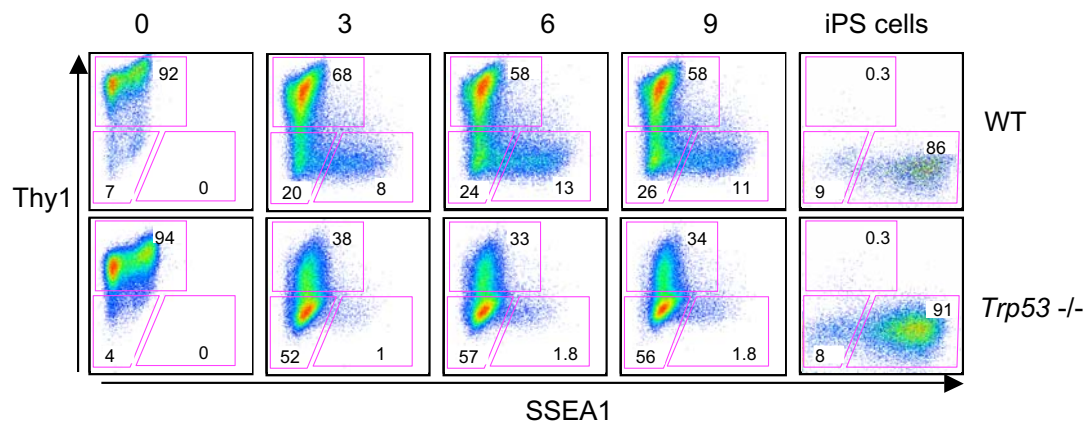 0 3 6 9 iPS cells
92 68 58 58 0.3
WT
86
7 0 20 8 24 13 26 11 9
Thy1
94 38 33 34 0.3
Trp53 -/-
91
4 0 52 1 57 1.8 56 1.8 8
SSEA1